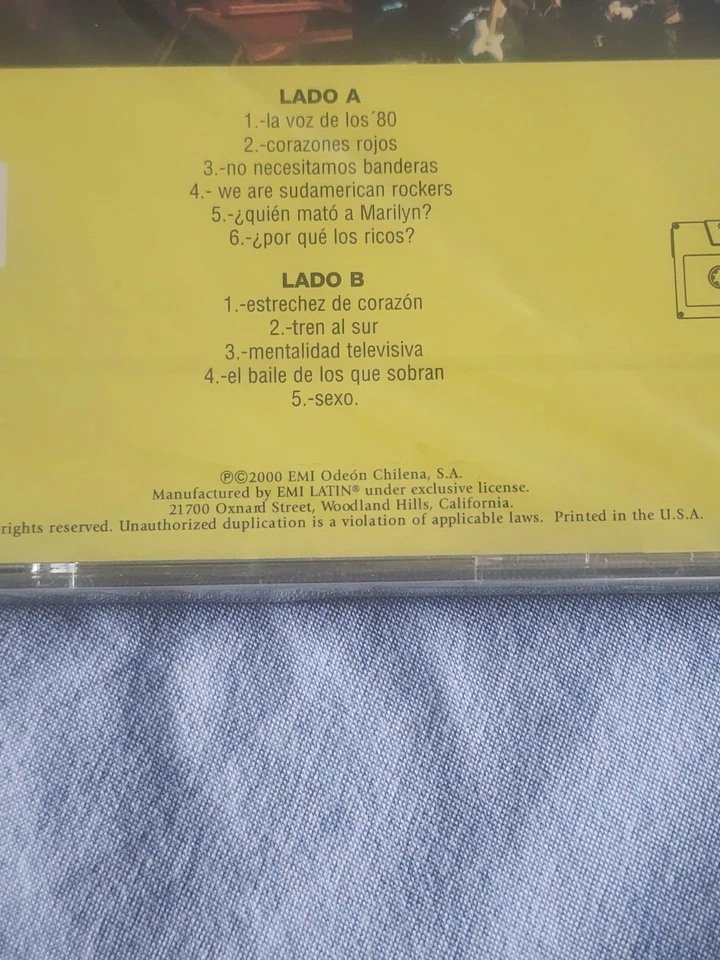 LADO A
1.-la voz de los´80
2.-corazones rojos
3.-no necesitamos banderas
4.- we are sudamerican rockers
5.-¿quién mató a Marilyn?
6.-¿por qué los ricos?
LADO B
1.-estrechez de corazón
2.-tren al sur
3.-mentalidad televisiva
4.-el baile de los que sobran
5.-sexo.
℗©2000 EMI Odeón Chilena, S.A.
Manufactured by EMI LATIN® under exclusive license.
21700 Oxnard Street, Woodland Hills, California.
rights reserved. Unauthorized duplication is a violation of applicable laws. Printed in the U.S.A.